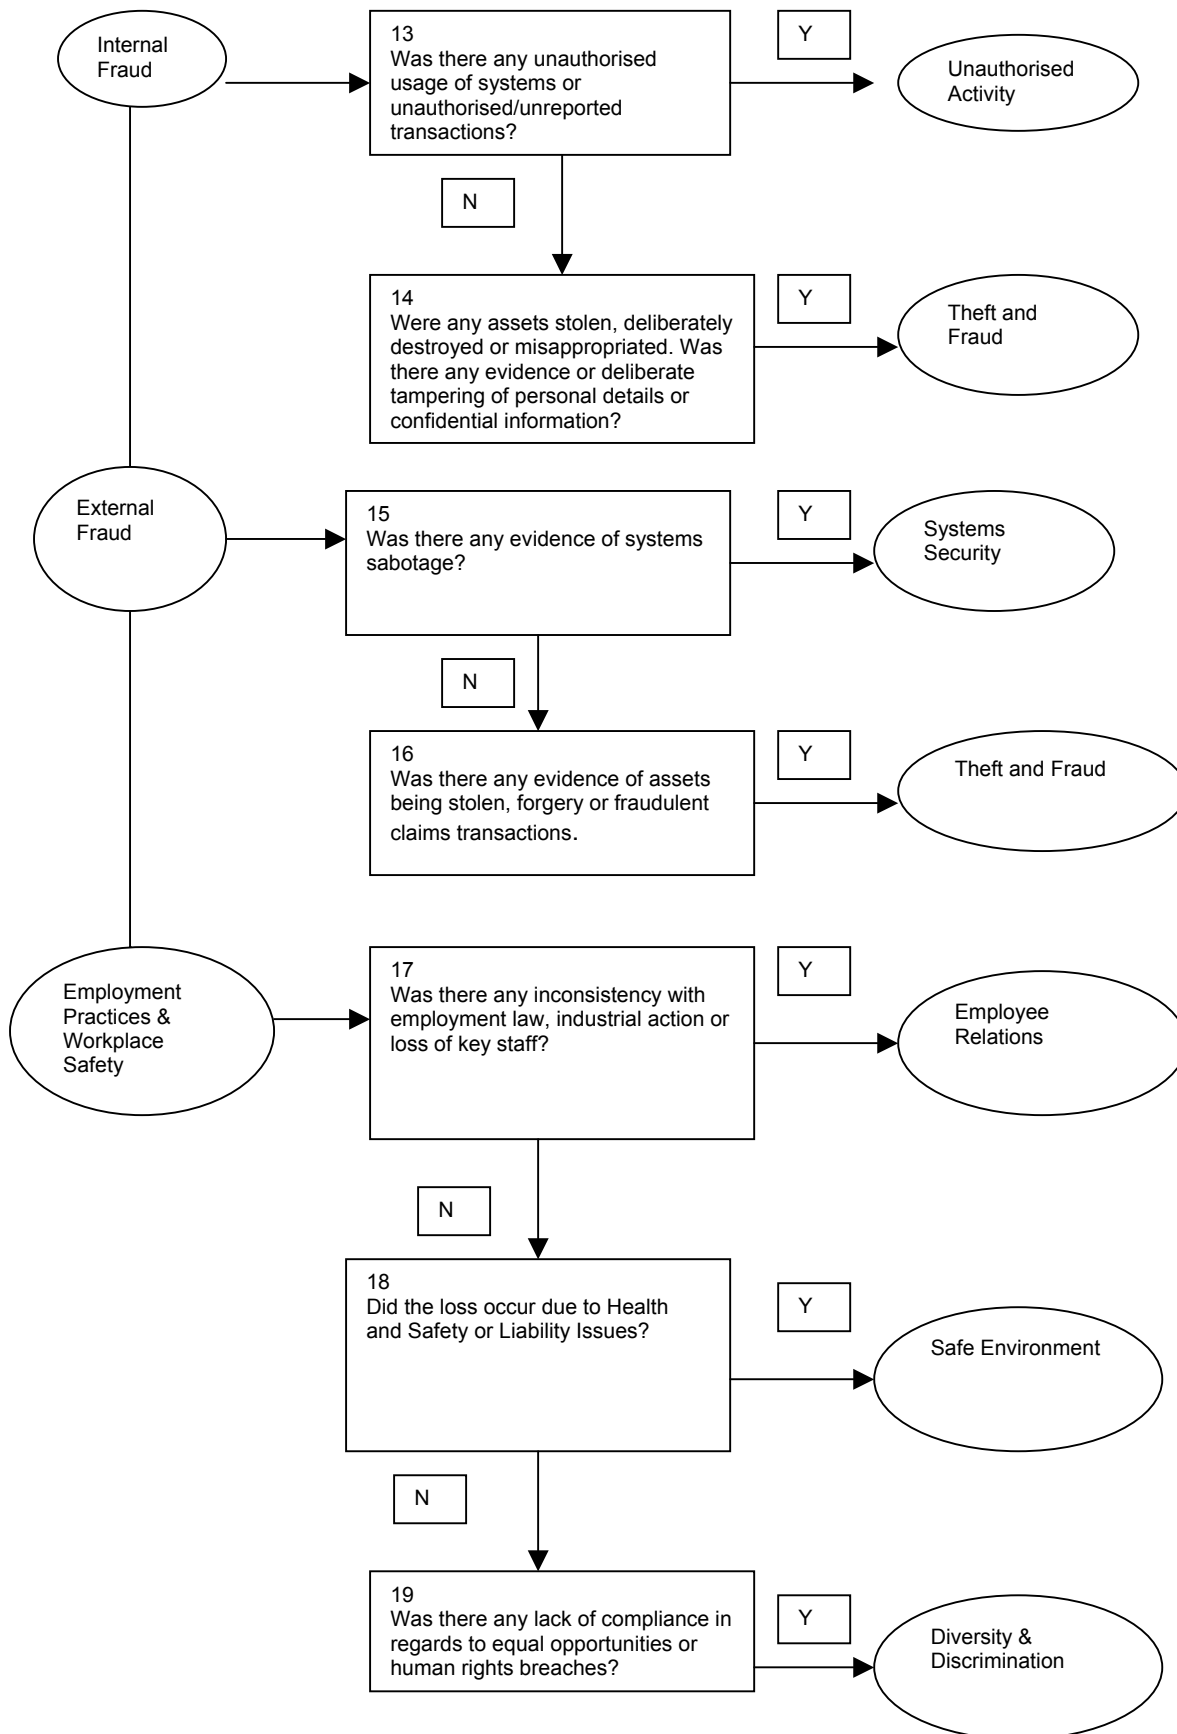 Internal
Fraud
13
Was there any unauthorised
usage of systems or
unauthorised/unreported
transactions?
Y
Unauthorised
Activity
N
14
Were any assets stolen, deliberately
destroyed or misappropriated. Was
there any evidence or deliberate
tampering of personal details or
confidential information?
Y
Theft and
Fraud
External
Fraud
15
Was there any evidence of systems
sabotage?
Y
Systems
Security
N
16
Was there any evidence of assets
being stolen, forgery or fraudulent
claims transactions.
Y
Theft and Fraud
Employment
Practices &
Workplace
Safety
17
Was there any inconsistency with
employment law, industrial action or
loss of key staff?
Y
Employee
Relations
N
18
Did the loss occur due to Health
and Safety or Liability Issues?
Y
Safe Environment
N
19
Was there any lack of compliance in
regards to equal opportunities or
human rights breaches?
Y
Diversity &
Discrimination